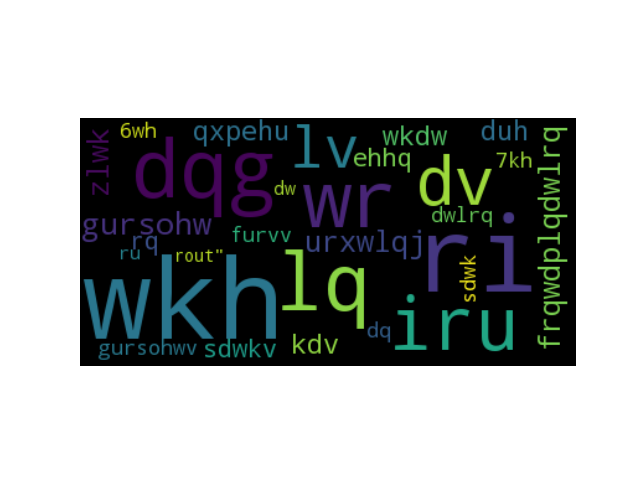 6wh
qxpehu
lv
wkdw
duh
zlwk
dqg
ehhq
7kh
dw
wr
dv
dwlrq
gursohw
rq
furvv
urxwlqj
ri
ru
rout"
sdwk
frqwdplqdwlrq
wkh
lq
iru
dq
gursohwv
sdwkv
kdv